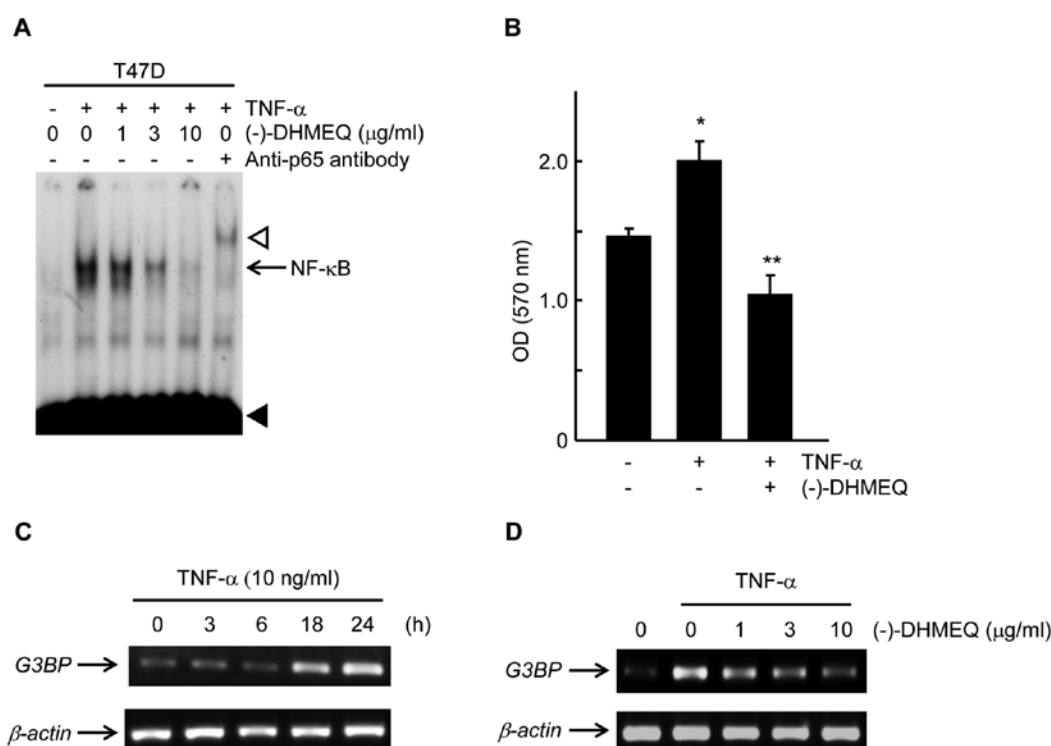 A
T47D
- + + + + + TNF-α
0 0 1 3 10 0 (-)-DHMEQ (μg/ml)
- - - - - + Anti-p65 antibody
NF-κB
B
OD (570 nm)
2.0
1.0
0
*
**
- + + TNF-α
- - + (-)-DHMEQ
C
TNF-α (10 ng/ml)
0 3 6 18 24 (h)
G3BP
β-actin
D
TNF-α
0 0 1 3 10 (-)-DHMEQ (μg/ml)
G3BP
β-actin